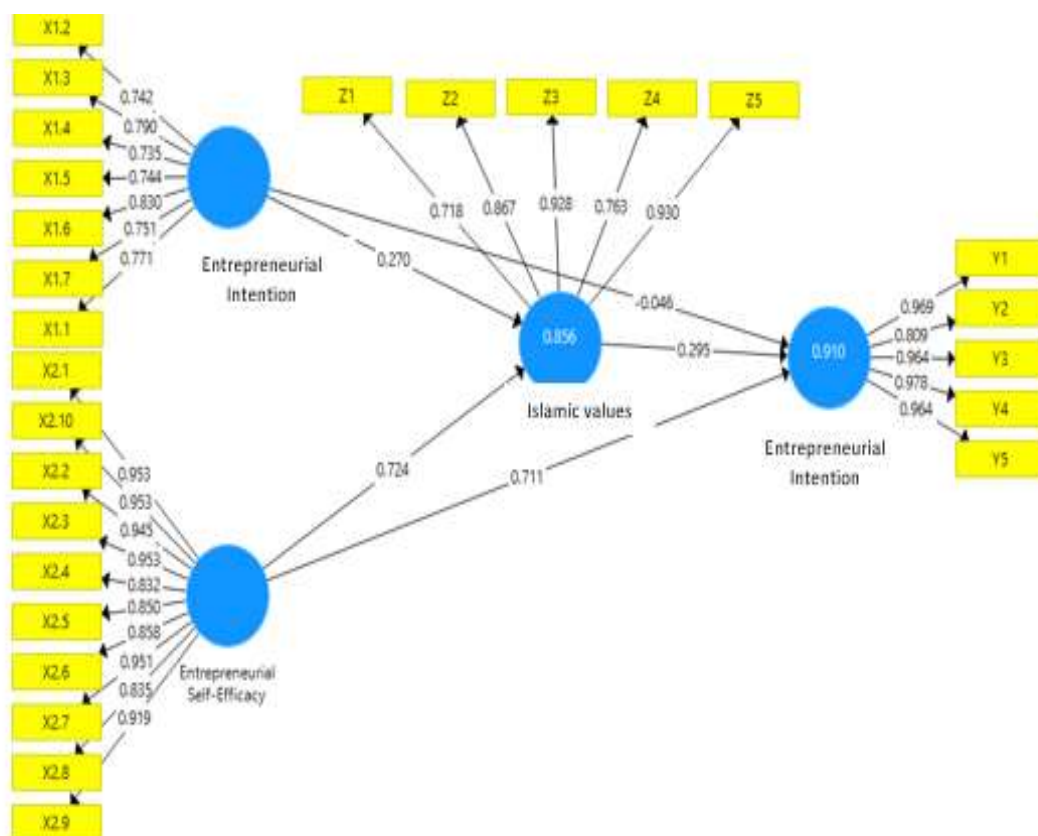 X1.2
X1.3
X1.4
X1.5
X1.6
X1.7
X1.1
0.742
0.790
0.735
0.744
0.830
0.751
0.771
Entrepreneurial
Intention
Z1
Z2
Z3
Z4
Z5
0.718
0.867
0.928
0.763
0.930
0.270
-0.046
0.856
Islamic values
0.295
0.910
Entrepreneurial
Intention
0.969
0.809
0.964
0.978
0.964
Y1
Y2
Y3
Y4
Y5
0.724
0.711
X2.1
X2.10
X2.2
X2.3
X2.4
X2.5
X2.6
X2.7
X2.8
X2.9
0.953
0.953
0.945
0.953
0.832
0.850
0.858
0.951
0.835
0.919
Entrepreneurial
Self-Efficacy